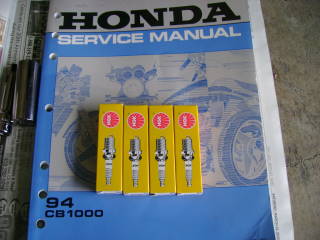 HONDA
SERVICE MANUAL
NGK NGK NGK NGK
94
CB1000